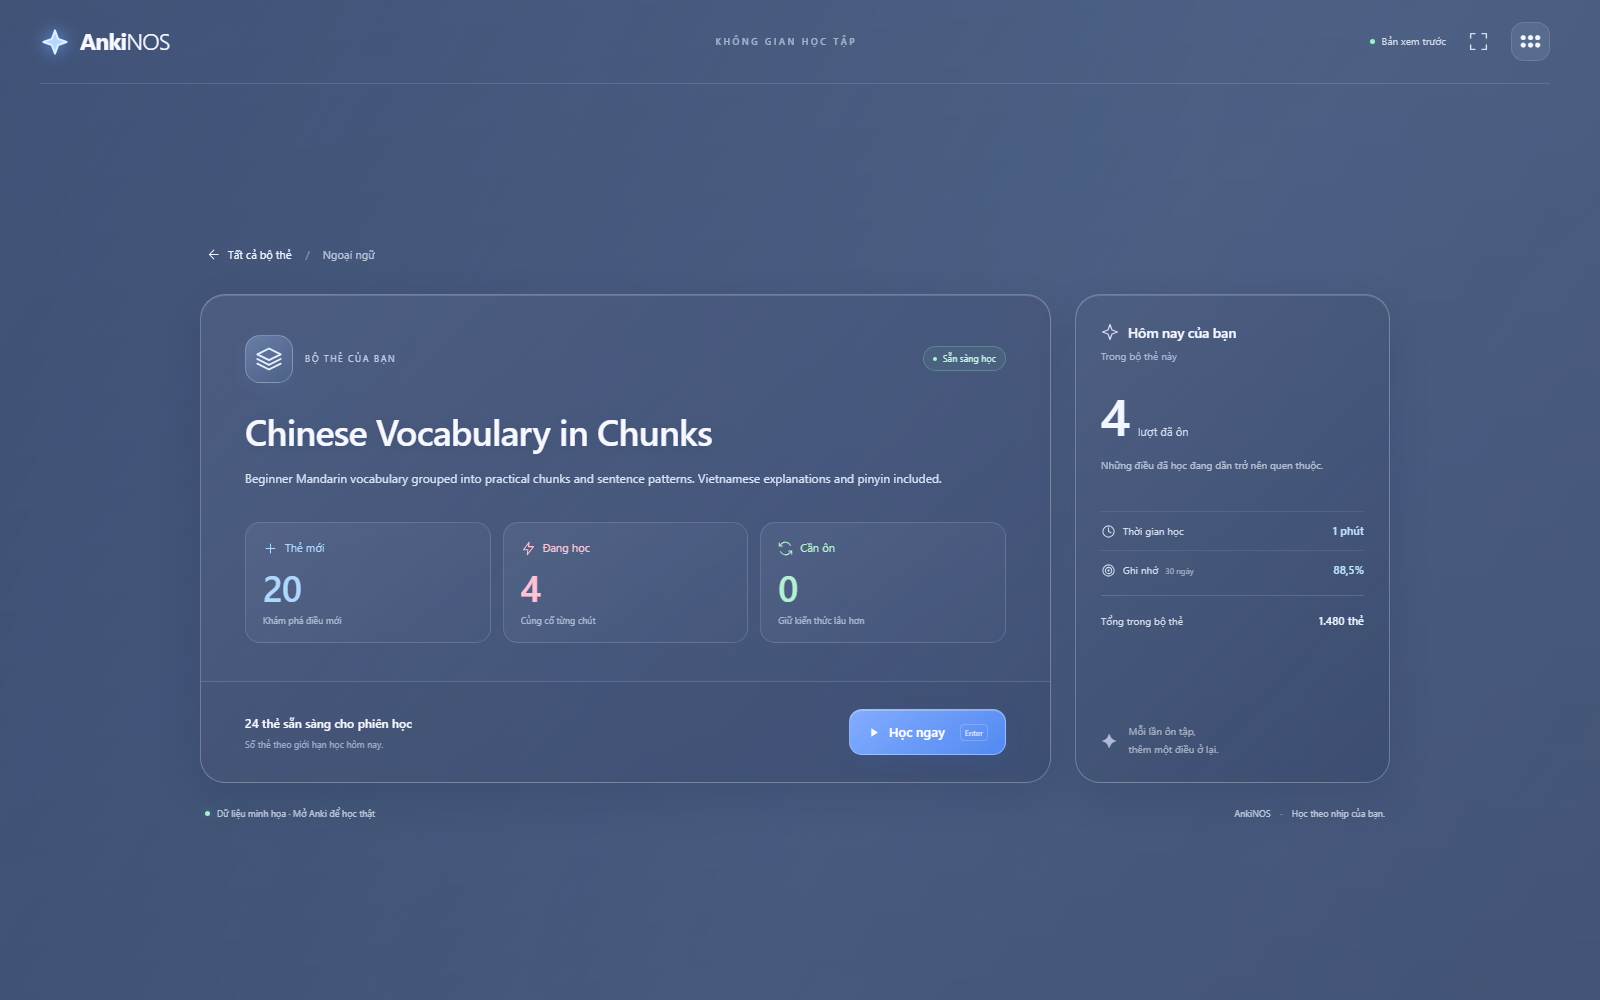 AnkiNOS
KHÔNG GIAN HỌC TẬP
Bản xem trước
Tất cả bộ thẻ / Ngoại ngữ
BỘ THẺ CỦA BẠN
Sẵn sàng học
Chinese Vocabulary in Chunks
Beginner Mandarin vocabulary grouped into practical chunks and sentence patterns. Vietnamese explanations and pinyin included.
Thẻ mới
20
Khám phá điều mới
Đang học
4
Củng cố từng chút
Cần ôn
0
Giữ kiến thức lâu hơn
24 thẻ sẵn sàng cho phiên học
Số thẻ theo giới hạn học hôm nay.
Học ngay Enter
Hôm nay của bạn
Trong bộ thẻ này
4 lượt đã ôn
Những điều đã học đang dần trở nên quen thuộc.
Thời gian học 1 phút
Ghi nhớ 30 ngày 88,5%
Tổng trong bộ thẻ 1.480 thẻ
Mỗi lần ôn tập,
thêm một điều ở lại.
Dữ liệu minh họa · Mở Anki để học thật
AnkiNOS · Học theo nhịp của bạn.